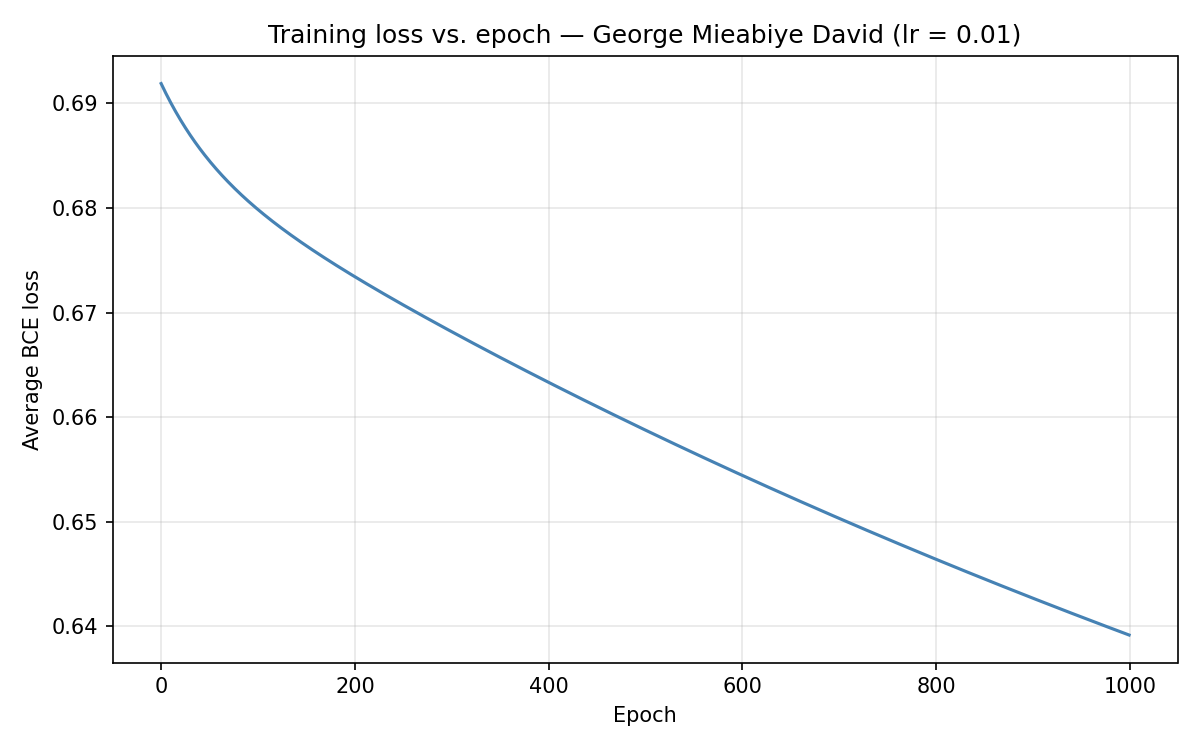 Training loss vs. epoch — George Mieabiye David (lr = 0.01)
0.69
0.68
0.67
0.66
0.65
0.64
Average BCE loss
0 200 400 600 800 1000
Epoch